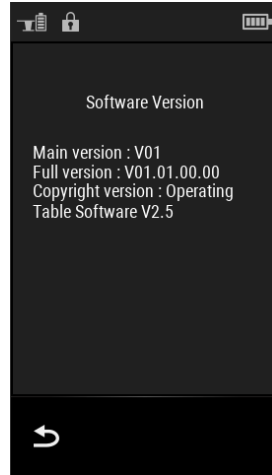 Software Version
Main version : V01
Full version : V01.01.00.00
Copyright version : Operating
Table Software V2.5